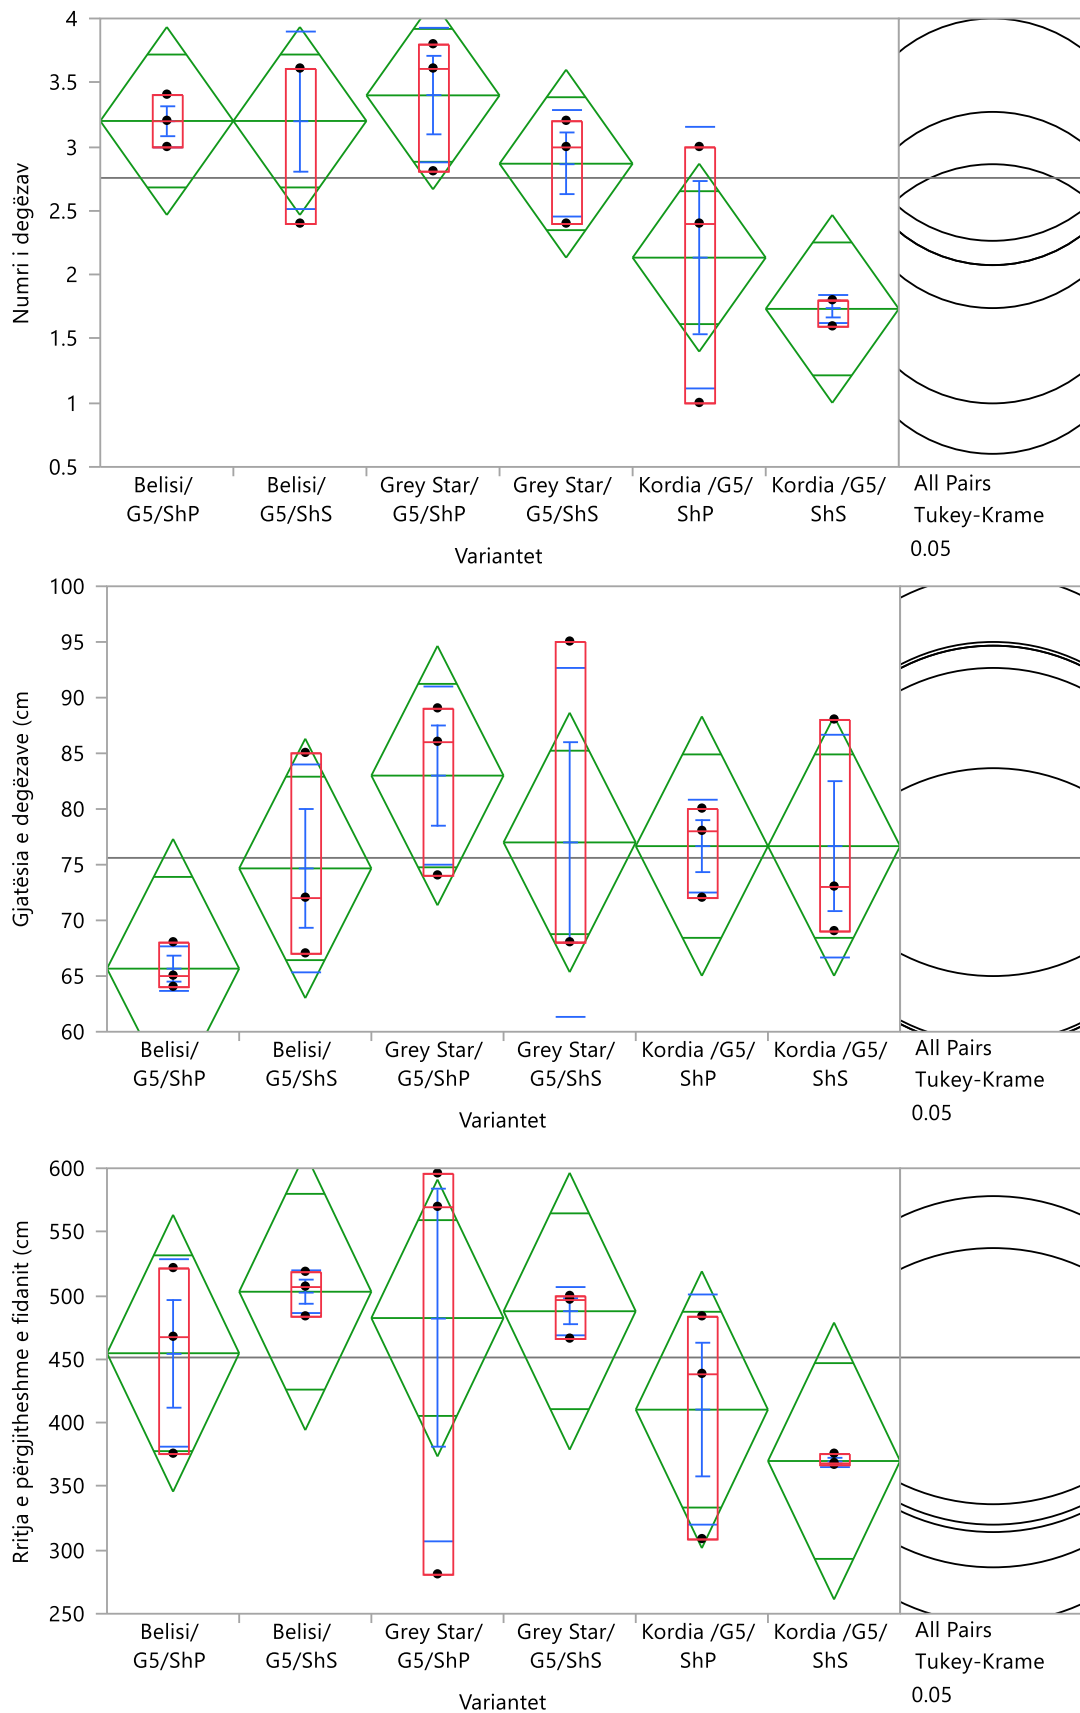 Numri i degëzav
4
3.5
3
2.5
2
1.5
1
0.5
Belisi/ Belisi/ Grey Star/ Grey Star/ Kordia /G5/ Kordia /G5/ All Pairs
G5/ShP G5/ShS G5/ShP G5/ShS ShP ShS Tukey-Krame
0.05
Variantet
Gjatësia e degëzave (cm
100
95
90
85
80
75
70
65
60
Belisi/ Belisi/ Grey Star/ Grey Star/ Kordia /G5/ Kordia /G5/ All Pairs
G5/ShP G5/ShS G5/ShP G5/ShS ShP ShS Tukey-Krame
0.05
Variantet
Rritja e përgjitheshme e fidanit (cm
600
550
500
450
400
350
300
250
Belisi/ Belisi/ Grey Star/ Grey Star/ Kordia /G5/ Kordia /G5/ All Pairs
G5/ShP G5/ShS G5/ShP G5/ShS ShP ShS Tukey-Krame
0.05
Variantet